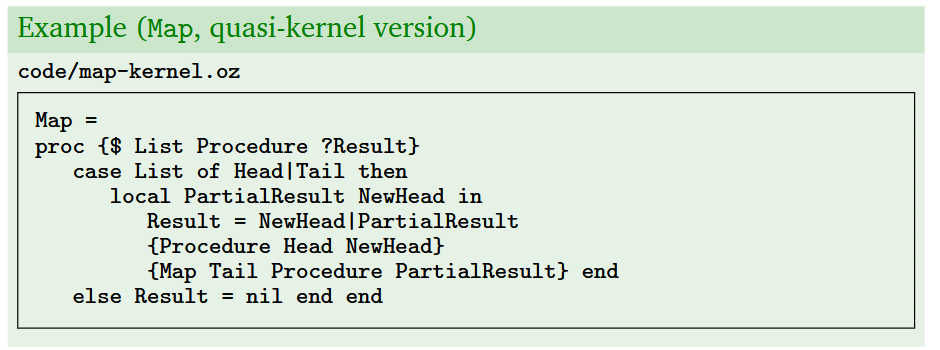 Example (Map, quasi-kernel version)
code/map-kernel.oz
Map =
proc {$ List Procedure ?Result}
   case List of Head|Tail then
      local PartialResult NewHead in
         Result = NewHead|PartialResult
         {Procedure Head NewHead}
         {Map Tail Procedure PartialResult} end
   else Result = nil end end